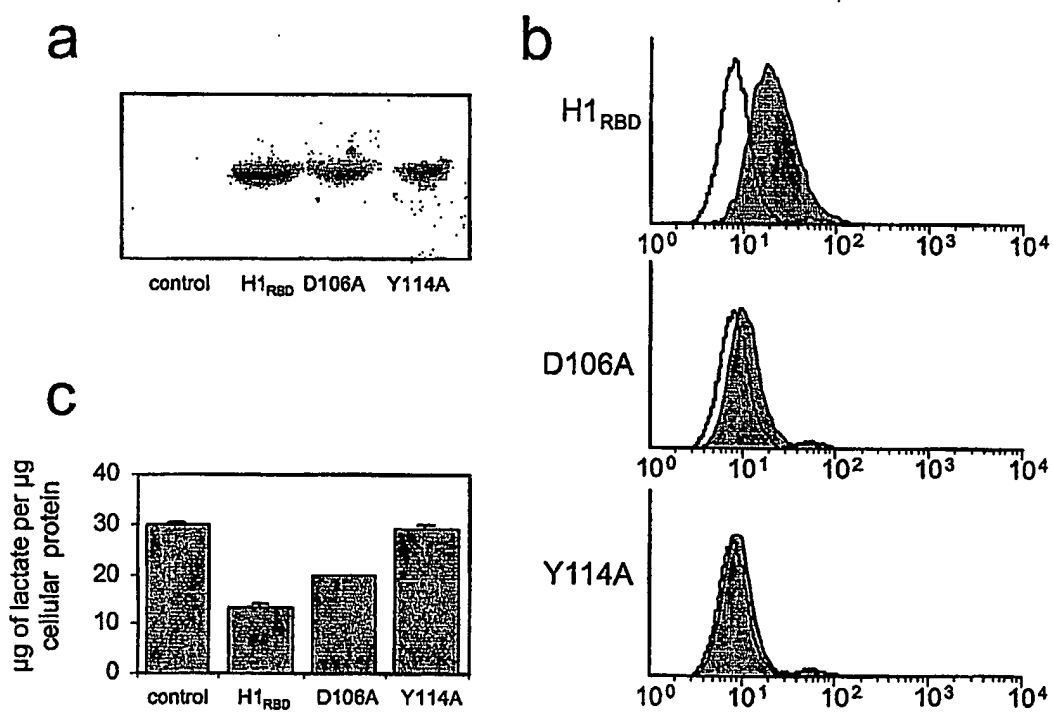 a
control H1RBD D106A Y114A
b
H1RBD
10⁰ 10¹ 10² 10³ 10⁴
D106A
10⁰ 10¹ 10² 10³ 10⁴
Y114A
10⁰ 10¹ 10² 10³ 10⁴
c
µg of lactate per µg
cellular protein
40
30
20
10
0
control H1RBD D106A Y114A